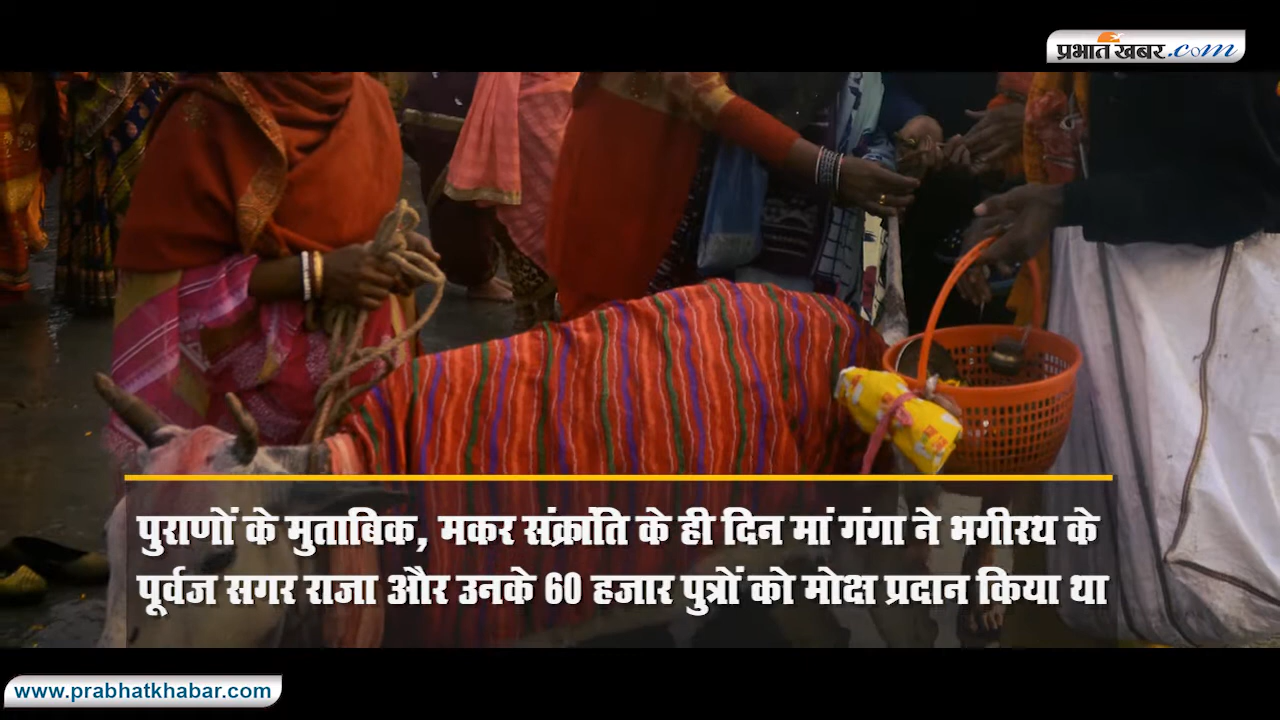 प्रभात खबर.com
पुराणों के मुताबिक, मकर संक्रांति के ही दिन मां गंगा ने भगीरथ के
पूर्वज सगर राजा और उनके 60 हजार पुत्रों को मोक्ष प्रदान किया था
www.prabhatkhabar.com